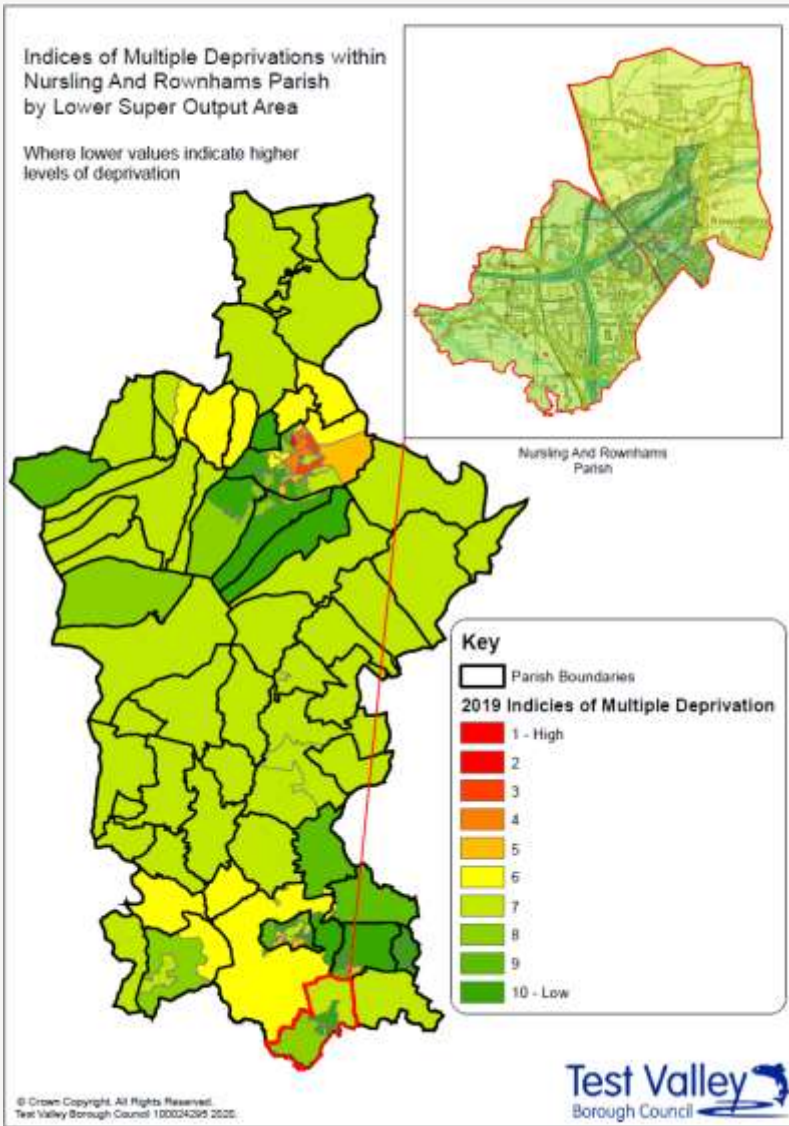 Indices of Multiple Deprivations within
Nursling And Rownhams Parish
by Lower Super Output Area
Where lower values indicate higher
levels of deprivation
Nursling And Rownhams
Parish
Key
Parish Boundaries
2019 Indicies of Multiple Deprivation
1 - High
2
3
4
5
6
7
8
9
10 - Low
© Crown Copyright. All Rights Reserved.
Test Valley Borough Council 100024295 2020.
Test Valley
Borough Council